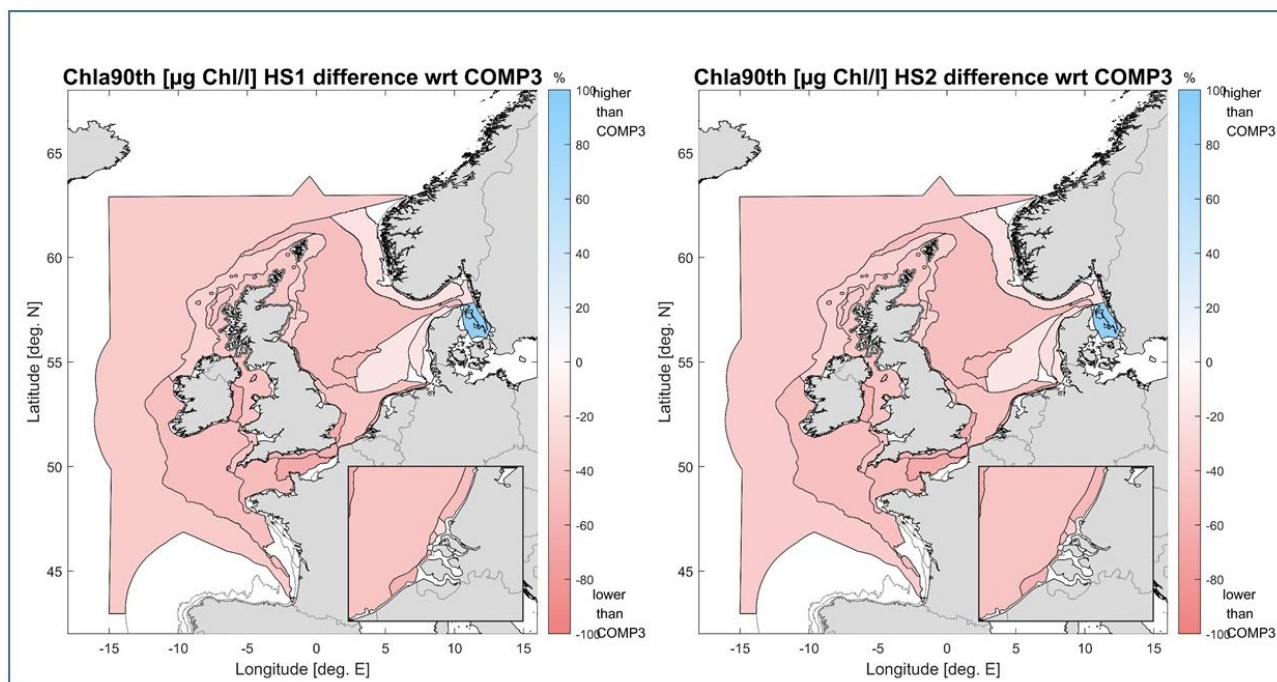 Chla90th [µg Chl/l] HS1 difference wrt COMP3 %
100 higher
than
COMP3
80
60
40
20
0
-20
-40
-60
-80
lower
than
-100 COMP3
65
60
55
50
45
Latitude [deg. N]
-15 -10 -5 0 5 10 15
Longitude [deg. E]
Chla90th [µg Chl/l] HS2 difference wrt COMP3 %
100 higher
than
COMP3
80
60
40
20
0
-20
-40
-60
-80
lower
than
-100 COMP3
65
60
55
50
45
Latitude [deg. N]
-15 -10 -5 0 5 10 15
Longitude [deg. E]